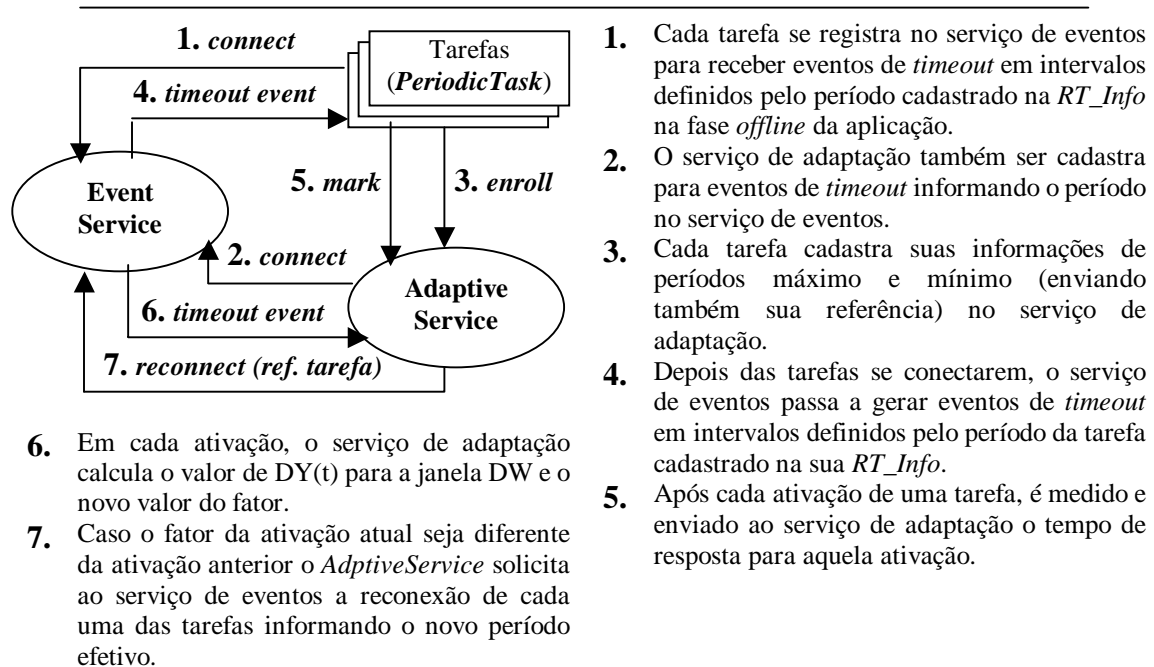 1. connect
Tarefas
(PeriodicTask)
4. timeout event
5. mark
3. enroll
Event
Service
2. connect
Adaptive
Service
6. timeout event
7. reconnect (ref. tarefa)
6. Em cada ativação, o serviço de adaptação
calcula o valor de DY(t) para a janela DW e o
novo valor do fator.
7. Caso o fator da ativação atual seja diferente
da ativação anterior o AdptiveService solicita
ao serviço de eventos a reconexão de cada
uma das tarefas informando o novo período
efetivo.
1. Cada tarefa se registra no serviço de eventos
para receber eventos de timeout em intervalos
definidos pelo período cadastrado na RT_Info
na fase offline da aplicação.
2. O serviço de adaptação também ser cadastra
para eventos de timeout informando o período
no serviço de eventos.
3. Cada tarefa cadastra suas informações de
períodos máximo e mínimo (enviando
também sua referência) no serviço de
adaptação.
4. Depois das tarefas se conectarem, o serviço
de eventos passa a gerar eventos de timeout
em intervalos definidos pelo período da tarefa
cadastrado na sua RT_Info.
5. Após cada ativação de uma tarefa, é medido e
enviado ao serviço de adaptação o tempo de
resposta para aquela ativação.